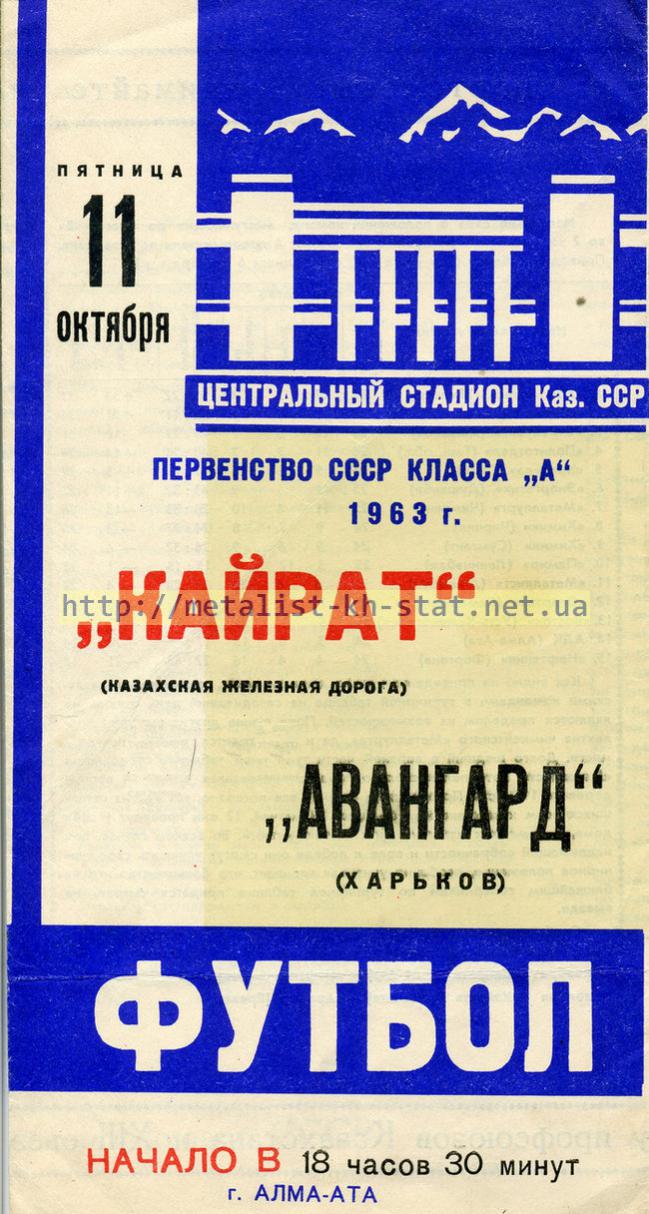 ПЯТНИЦА
11
октября
ЦЕНТРАЛЬНЫЙ СТАДИОН Каз. ССР
ПЕРВЕНСТВО СССР КЛАССА „А“
1963 г.
„КАЙРАТ“
http://metalist-kh-stat.net.ua
(КАЗАХСКАЯ ЖЕЛЕЗНАЯ ДОРОГА)
„АВАНГАРД“
(ХАРЬКОВ)
ФУТБОЛ
НАЧАЛО В 18 часов 30 минут
г. АЛМА-АТА